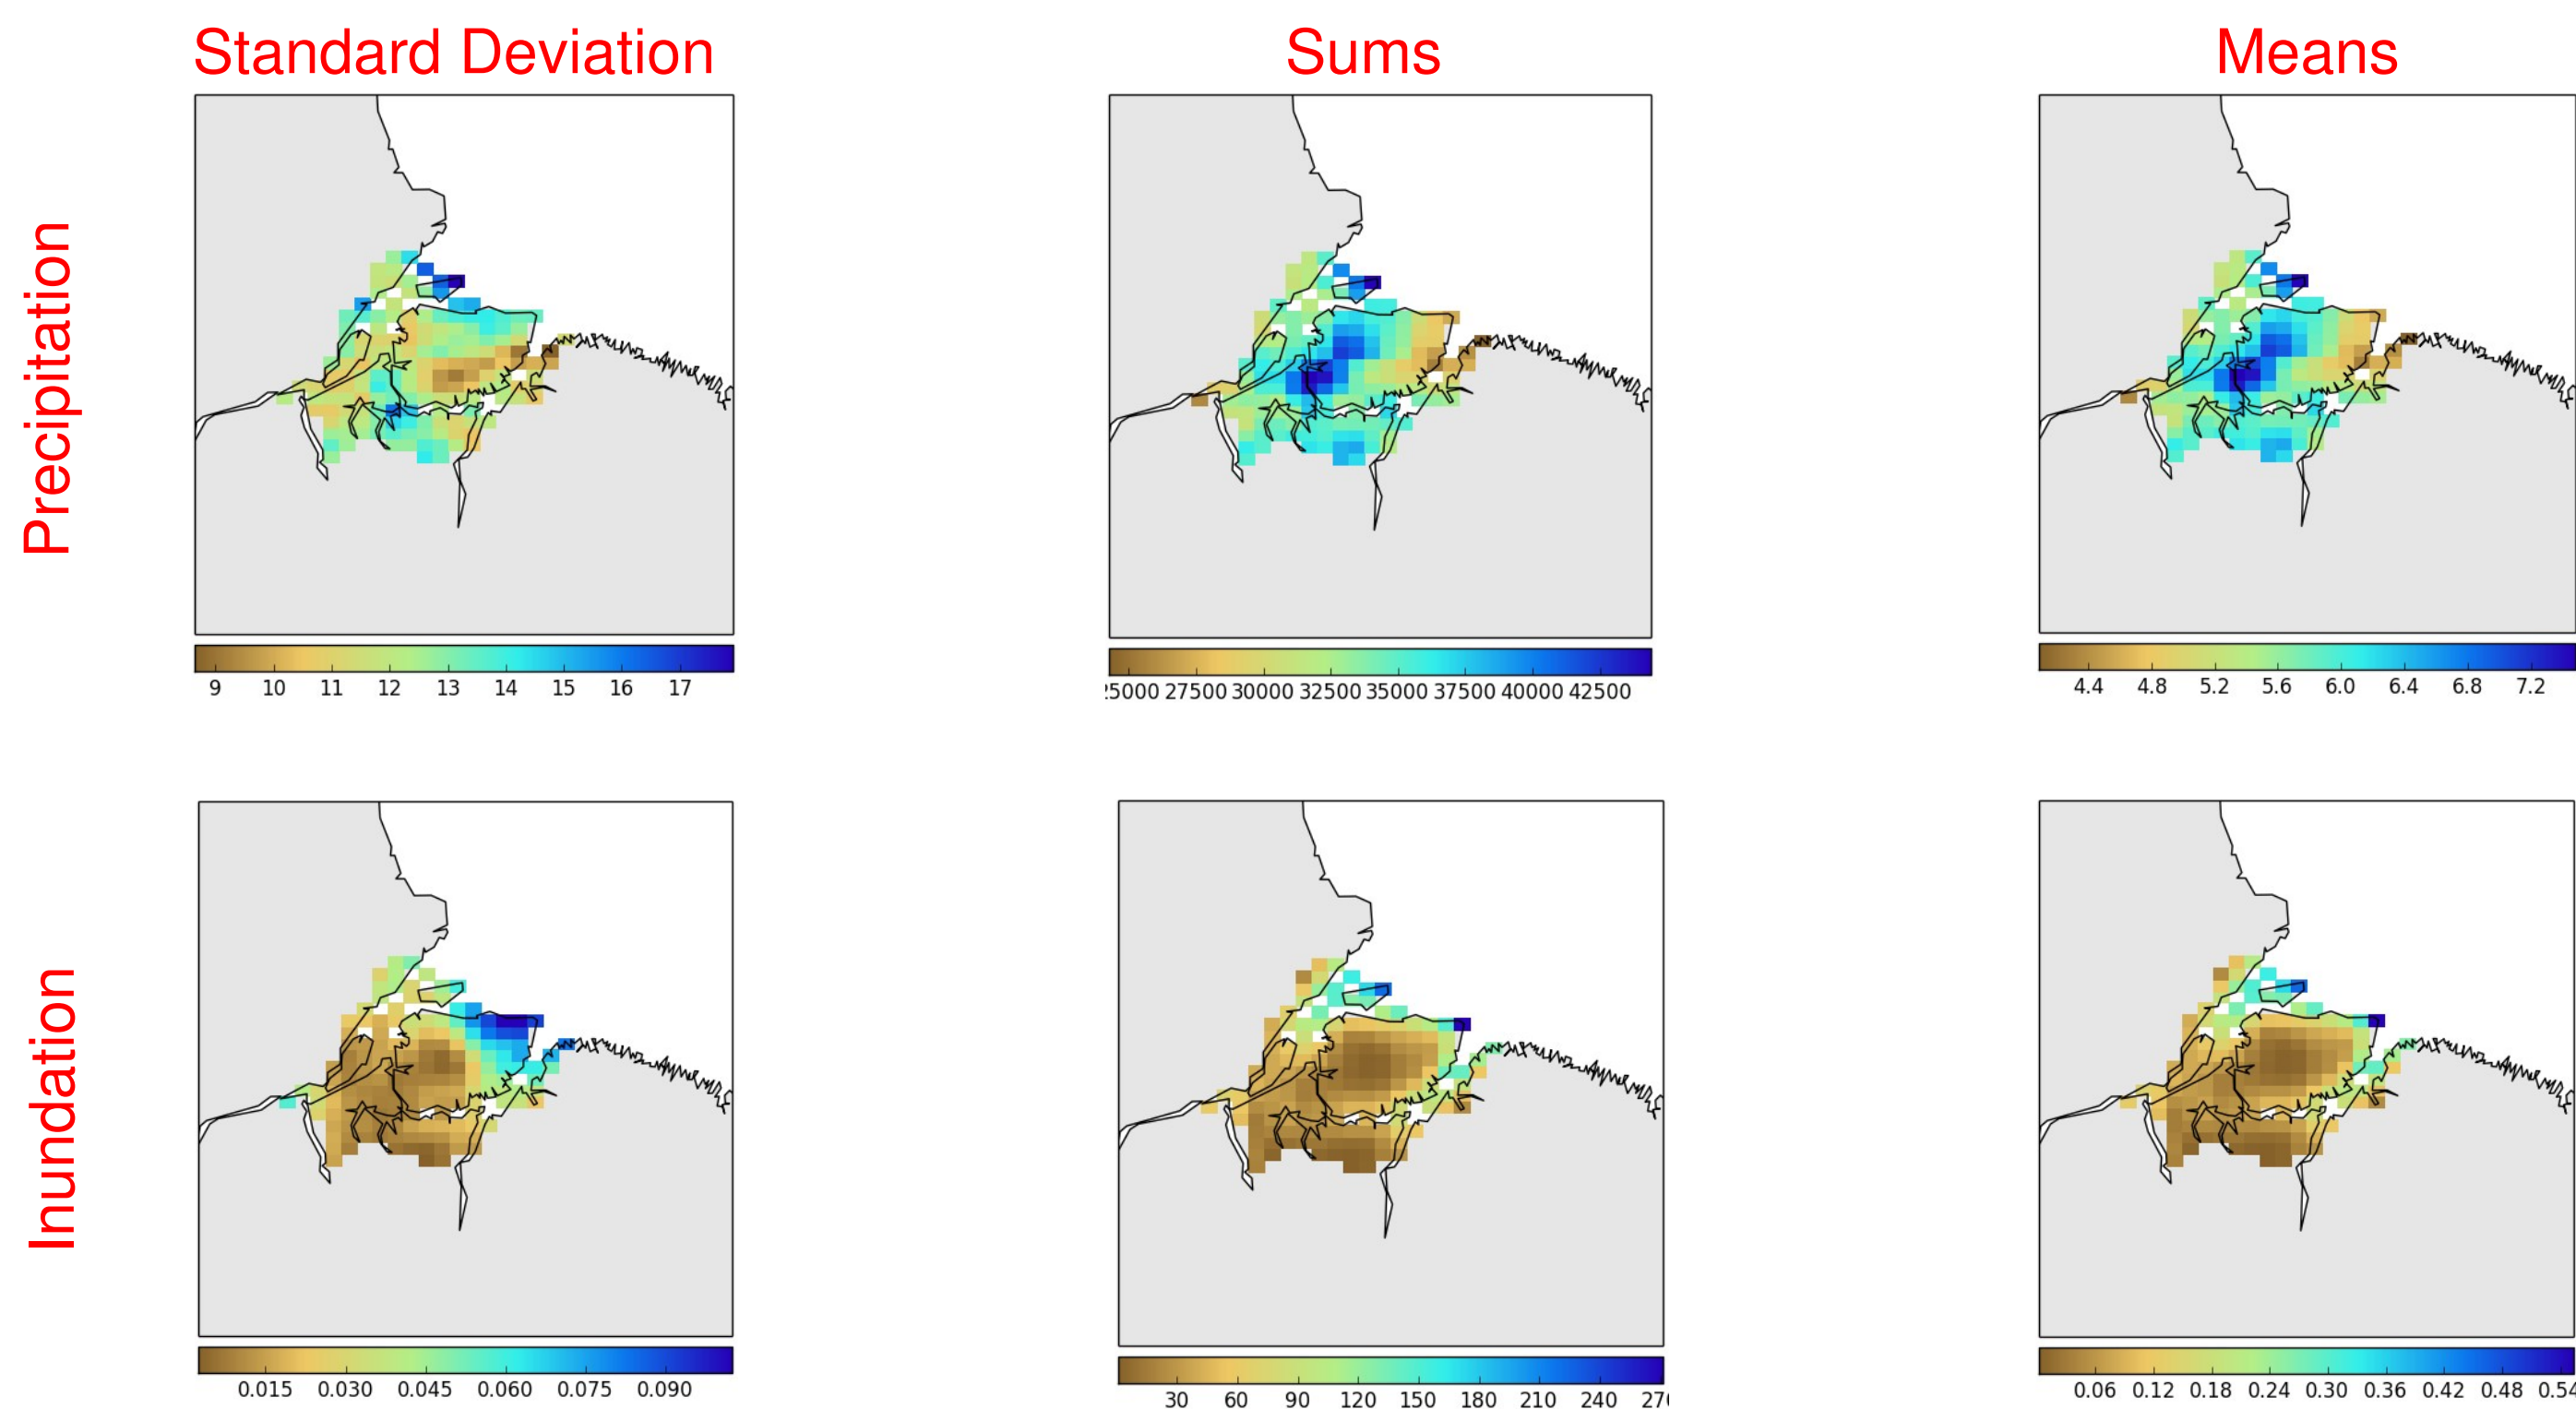 Standard Deviation
Sums
Means
Precipitation
9 10 11 12 13 14 15 16 17
27500 30000 32500 35000 37500 40000 42500
4.4 4.8 5.2 5.6 6.0 6.4 6.8 7.2
Inundation
0.015 0.030 0.045 0.060 0.075 0.090
30 60 90 120 150 180 210 240
0.06 0.12 0.18 0.24 0.30 0.36 0.42 0.48 0.54